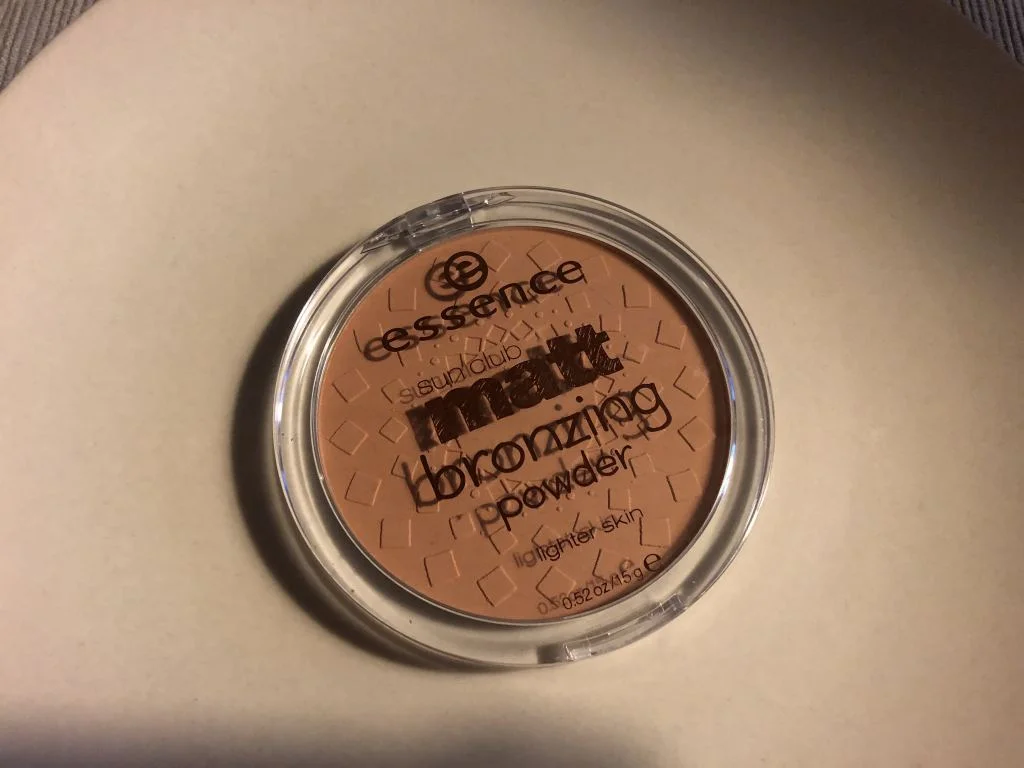 essence
sun club
matt
bronzing
powder
lighter skin
0.52 oz/15 g e